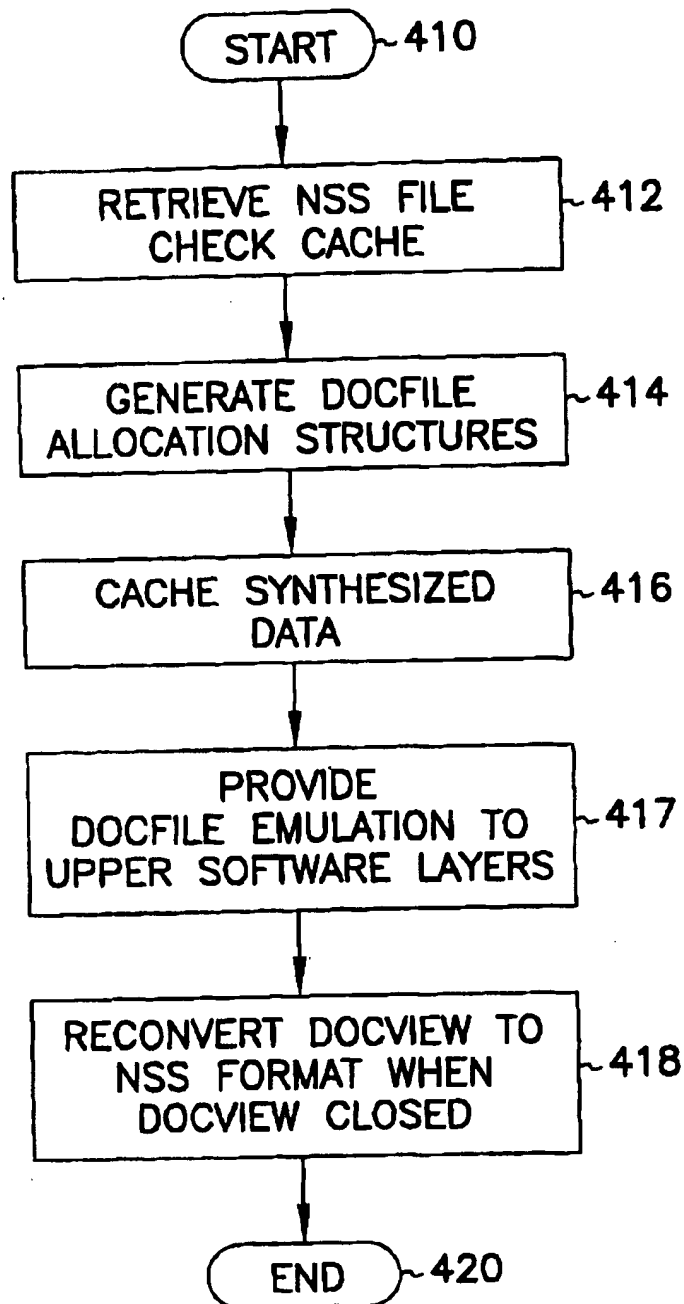 START
410
RETRIEVE NSS FILE
CHECK CACHE
412
GENERATE DOCFILE
ALLOCATION STRUCTURES
414
CACHE SYNTHESIZED
DATA
416
PROVIDE
DOCFILE EMULATION TO
UPPER SOFTWARE LAYERS
417
RECONVERT DOCVIEW TO
NSS FORMAT WHEN
DOCVIEW CLOSED
418
END
420